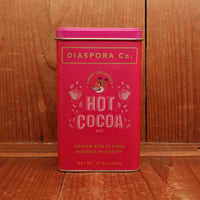 DIASPORA Co.
HOT
COCOA
MIX
GROWN FOR FLAVOR
ROOTED IN EQUITY